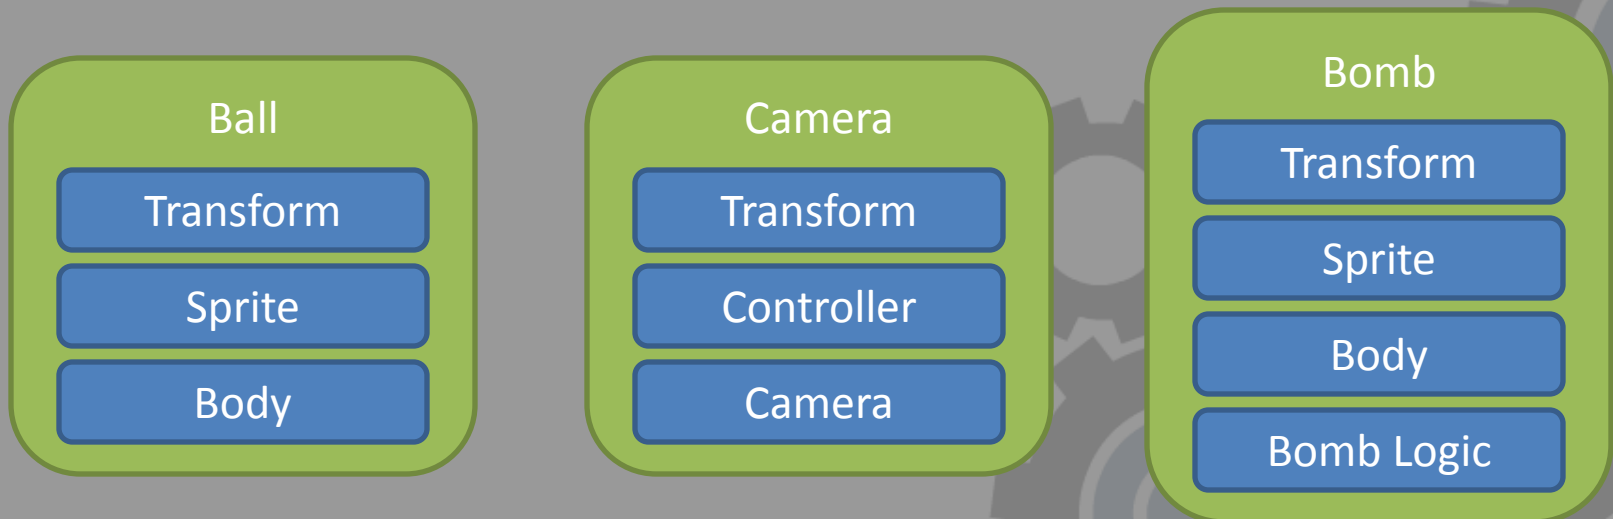 Ball
Transform
Sprite
Body
Camera
Transform
Controller
Camera
Bomb
Transform
Sprite
Body
Bomb Logic